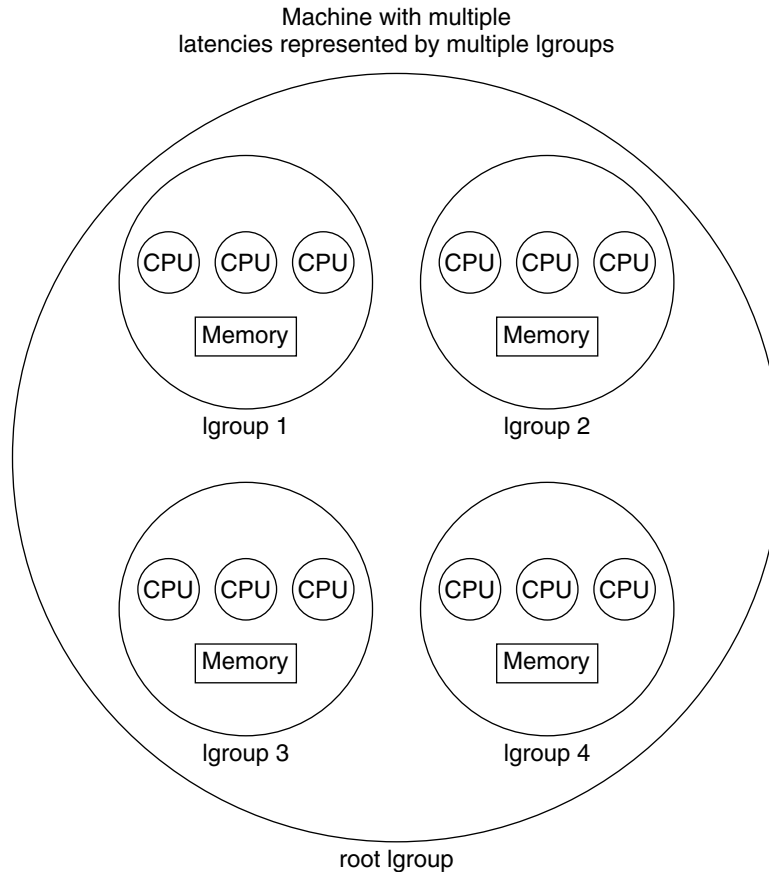 Machine with multiple
latencies represented by multiple lgroups
CPU CPU CPU
Memory
lgroup 1
CPU CPU CPU
Memory
lgroup 2
CPU CPU CPU
Memory
lgroup 3
CPU CPU CPU
Memory
lgroup 4
root lgroup